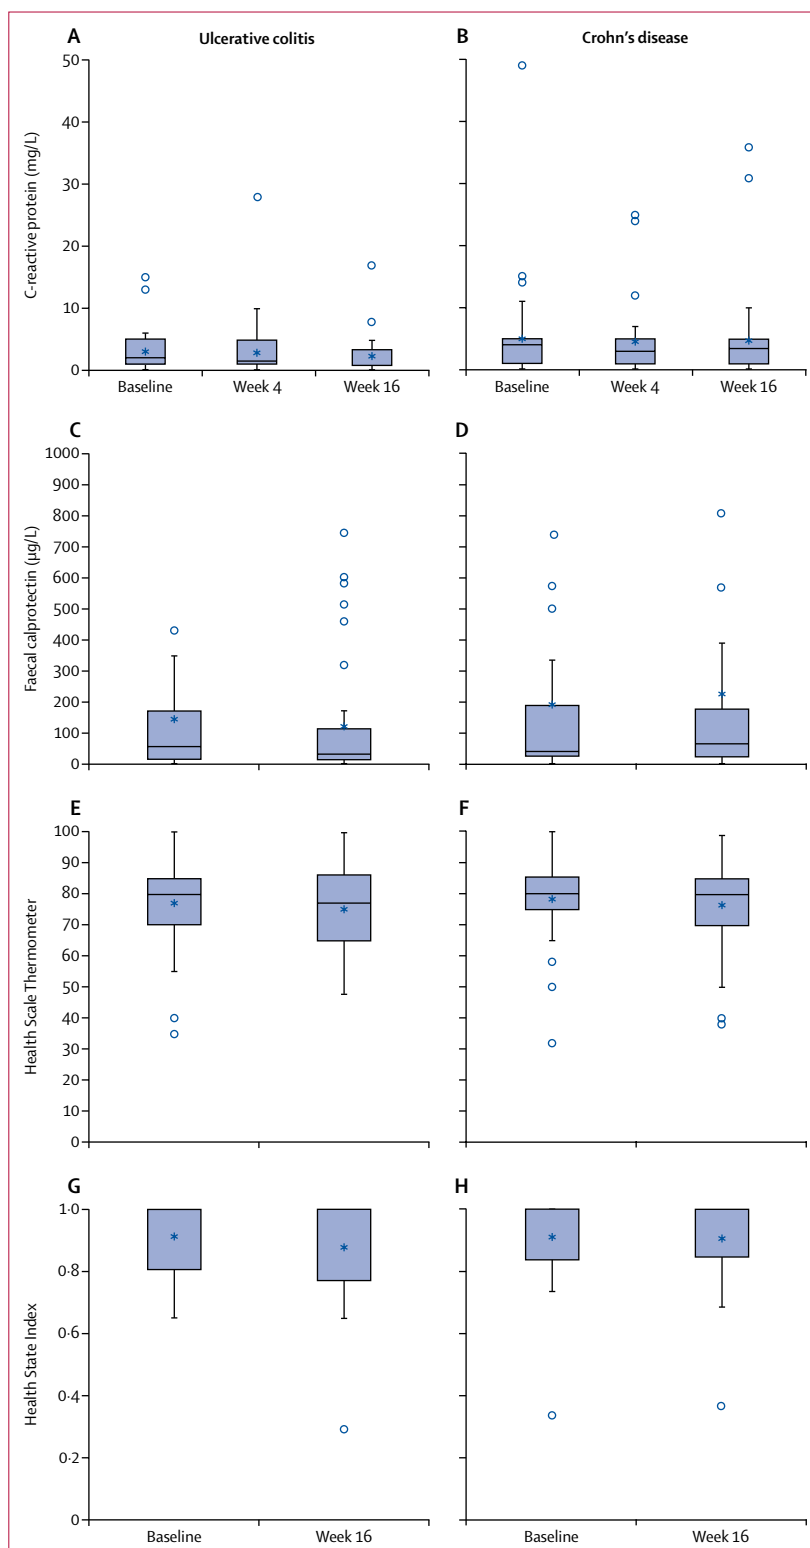 A
Ulcerative colitis
B
Crohn's disease
C-reactive protein (mg/L)
50
40
30
20
10
0
Baseline
Week 4
Week 16
Baseline
Week 4
Week 16
C
D
Faecal calprotectin (µg/L)
1000
900
800
700
600
500
400
300
200
100
0
E
F
Health Scale Thermometer
100
90
80
70
60
50
40
30
20
10
0
G
H
Health State Index
1·0
0·8
0·6
0·4
0·2
0
Baseline
Week 16
Baseline
Week 16